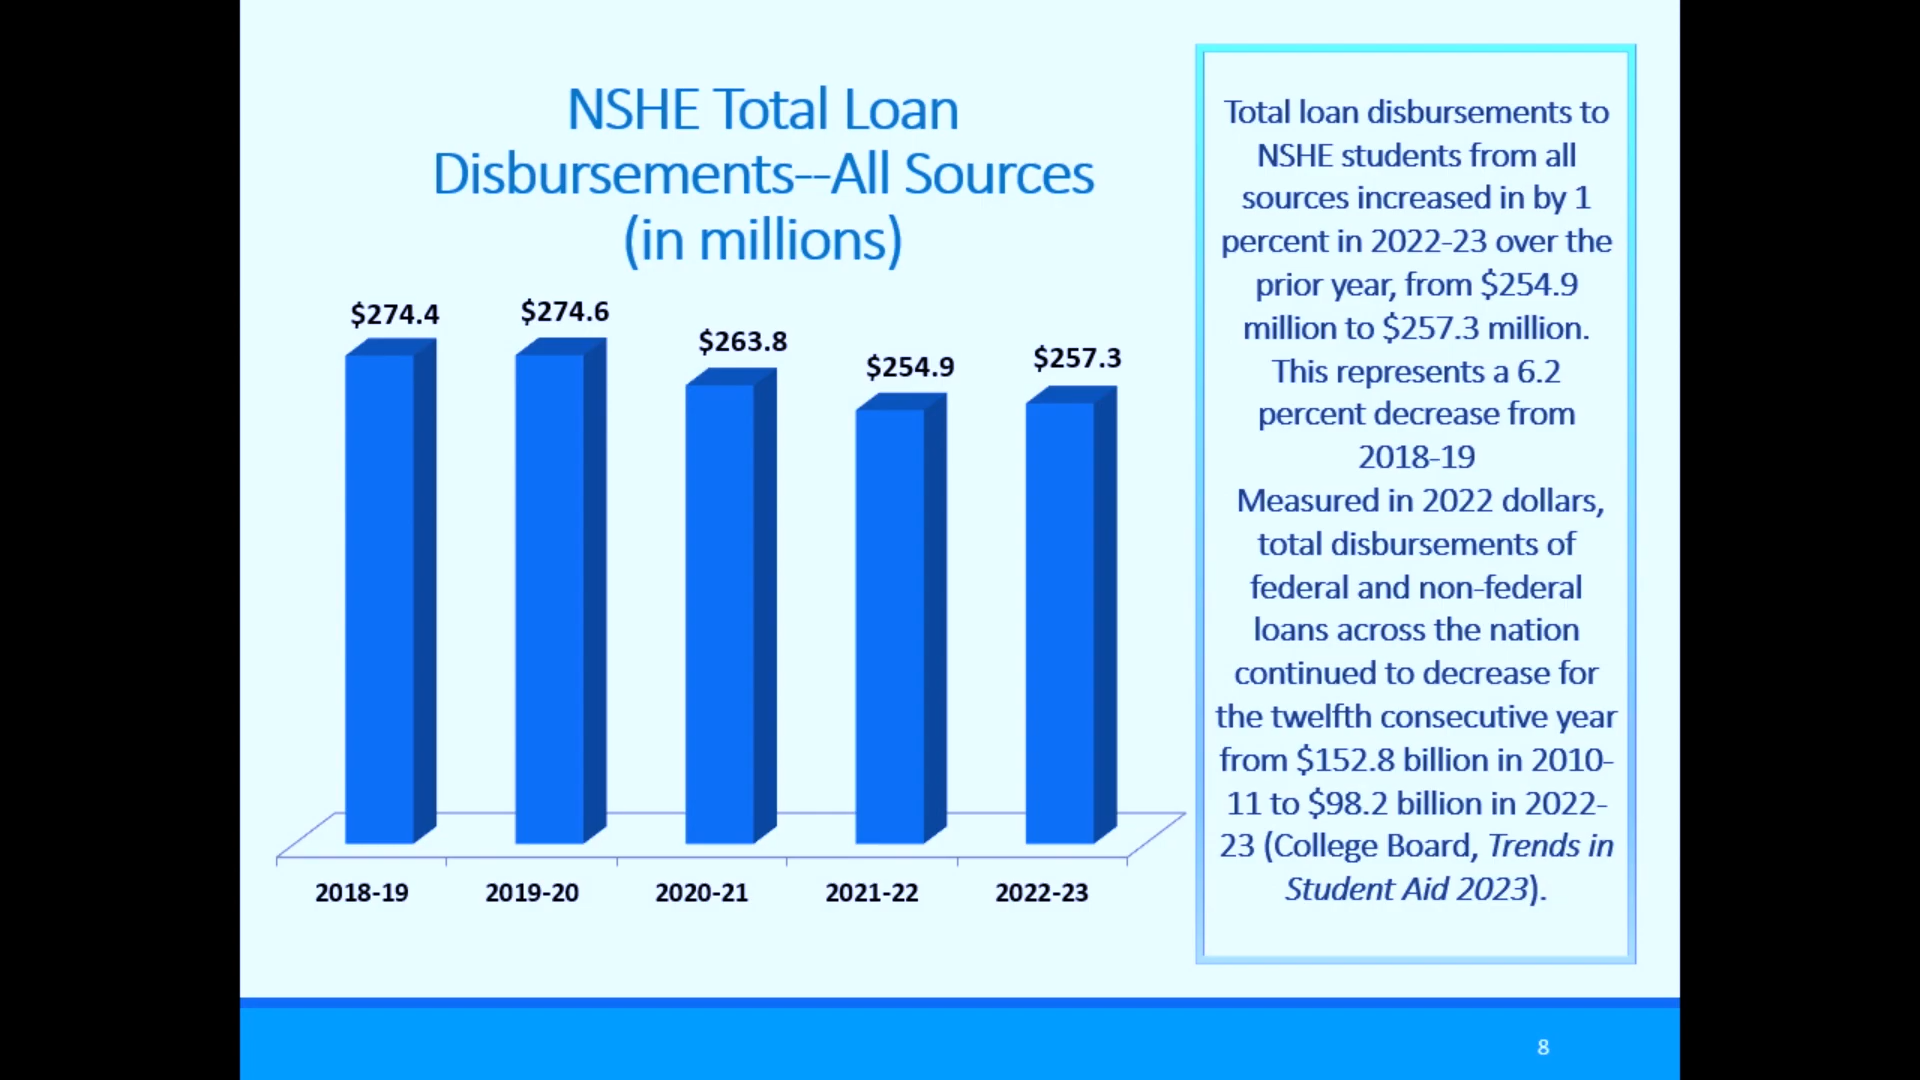 NSHE Total Loan
Disbursements--All Sources
(in millions)
$274.4
$274.6
$263.8
$254.9
$257.3
2018-19
2019-20
2020-21
2021-22
2022-23
Total loan disbursements to
NSHE students from all
sources increased in by 1
percent in 2022-23 over the
prior year, from $254.9
million to $257.3 million.
This represents a 6.2
percent decrease from
2018-19
Measured in 2022 dollars,
total disbursements of
federal and non-federal
loans across the nation
continued to decrease for
the twelfth consecutive year
from $152.8 billion in 2010-
11 to $98.2 billion in 2022-
23 (College Board, Trends in
Student Aid 2023).
8